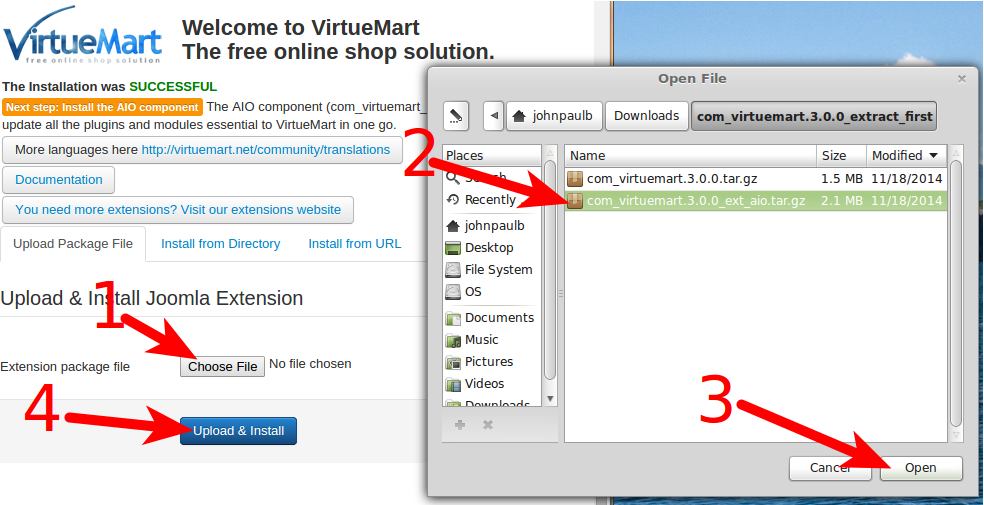 VirtueMart
free online shop solution
Welcome to VirtueMart
The free online shop solution.
The Installation was SUCCESSFUL
Next step: Install the AIO component The AIO component (com_virtuemart_
update all the plugins and modules essential to VirtueMart in one go.
More languages here http://virtuemart.net/community/translations
Documentation
You need more extensions? Visit our extensions website
Upload Package File Install from Directory Install from URL
Upload & Install Joomla Extension
1
Extension package file Choose File No file chosen
4
Upload & Install
Open File
johnpaulb Downloads com_virtuemart.3.0.0_extract_first
2
Places
Search
Recently
johnpaulb
Desktop
File System
OS
Documents
Music
Pictures
Videos
Downloads
Name Size Modified
com_virtuemart.3.0.0.tar.gz 1.5 MB 11/18/2014
com_virtuemart.3.0.0_ext_aio.tar.gz 2.1 MB 11/18/2014
3
Cancel Open